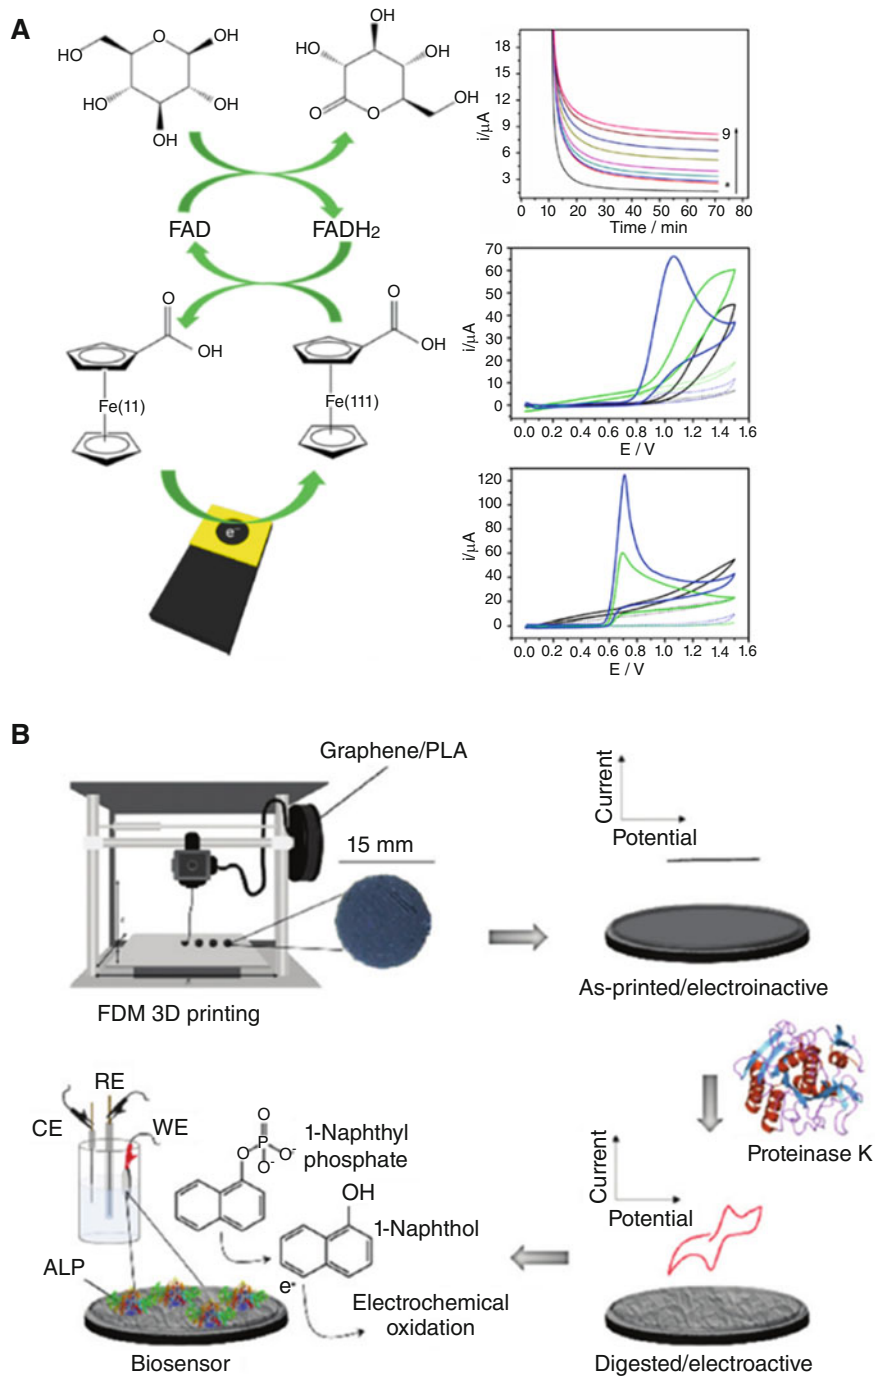 A
HO
O
OH
HO
OH
OH
OH
HO
OH
O
O
OH
FAD
FADH2
O
OH
Fe(11)
O
OH
Fe(111)
e-
i/μA
18
15
12
9
6
3
9
*
0 10 20 30 40 50 60 70 80
Time / min
i/μA
70
60
50
40
30
20
10
0
0.0 0.2 0.4 0.6 0.8 1.0 1.2 1.4 1.6
E / V
i/μA
120
100
80
60
40
20
0
0.0 0.2 0.4 0.6 0.8 1.0 1.2 1.4 1.6
E / V
B
Graphene/PLA
15 mm
FDM 3D printing
Current
Potential
As-printed/electroinactive
Proteinase K
Current
Potential
Digested/electroactive
RE
CE
WE
O
P
O
O-
O-
1-Naphthyl
phosphate
OH
1-Naphthol
e*
Electrochemical
oxidation
ALP
Biosensor